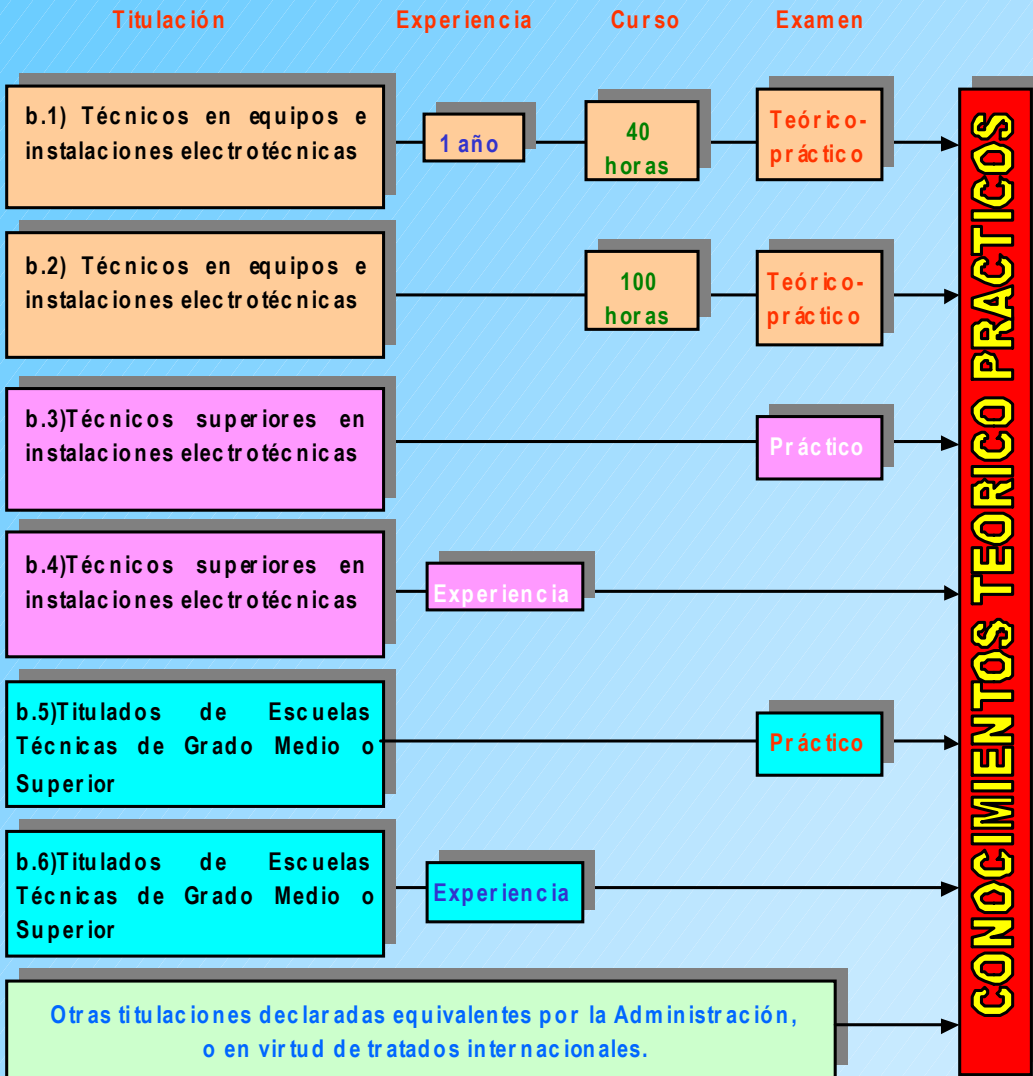 Titulación
Experiencia
Curso
Examen
b.1) Técnicos en equipos e
instalaciones electrotécnicas
1 año
40
horas
Teórico-
práctico
b.2) Técnicos en equipos e
instalaciones electrotécnicas
100
horas
Teórico-
práctico
b.3)Técnicos superiores en
instalaciones electrotécnicas
Práctico
b.4)Técnicos superiores en
instalaciones electrotécnicas
Experiencia
b.5)Titulados de Escuelas
Técnicas de Grado Medio o
Superior
Práctico
b.6)Titulados de Escuelas
Técnicas de Grado Medio o
Superior
Experiencia
Otras titulaciones declaradas equivalentes por la Administración,
o en virtud de tratados internacionales.
CONOCIMIENTOS TEORICO PRACTICOS